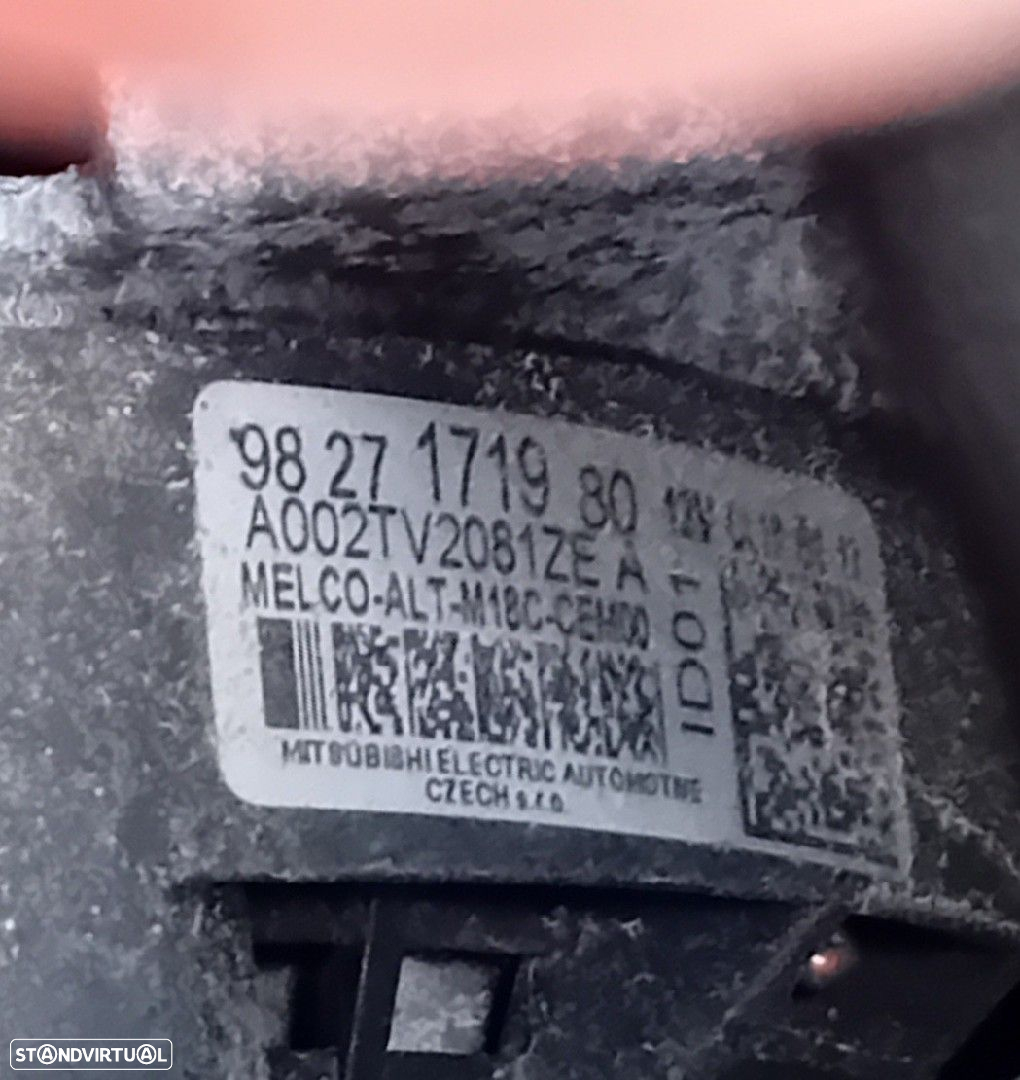 98 27 1719 80 12V
A002TV2081ZE A
MELCO-ALT-M18C-CEM00
ID01
MITSUBISHI ELECTRIC AUTOMOTIVE
CZECH s.r.o.
STANDVIRTUAL